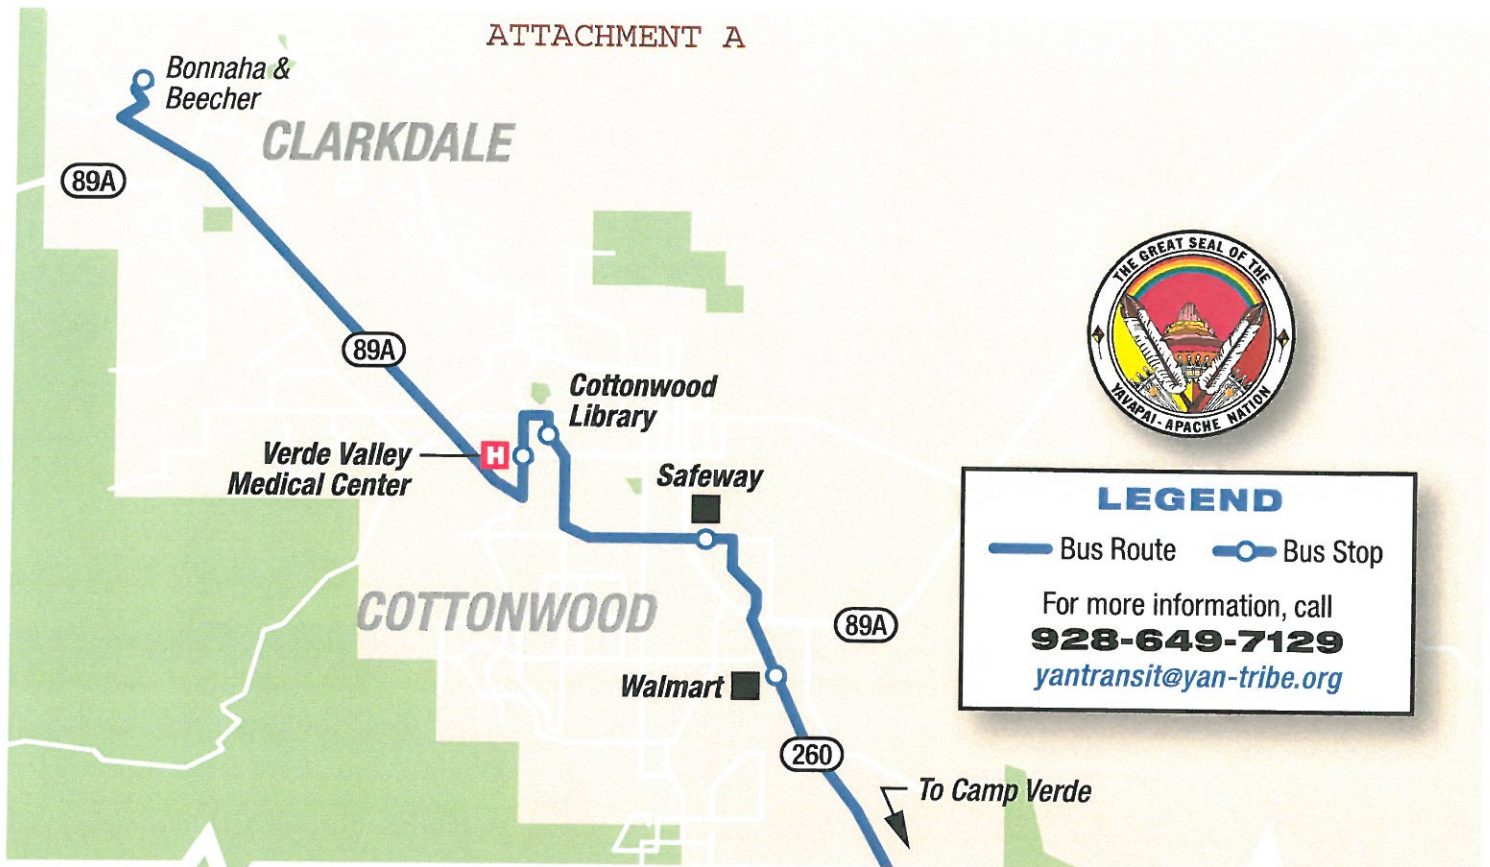 ATTACHMENT A
Bonnaha &
Beecher
CLARKDALE
89A
89A
Cottonwood
Library
Verde Valley
Medical Center
H
Safeway
COTTONWOOD
89A
Walmart
260
To Camp Verde
THE GREAT SEAL OF THE
YAVAPAI-APACHE NATION
LEGEND
Bus Route
Bus Stop
For more information, call
928-649-7129
yantransit@yan-tribe.org